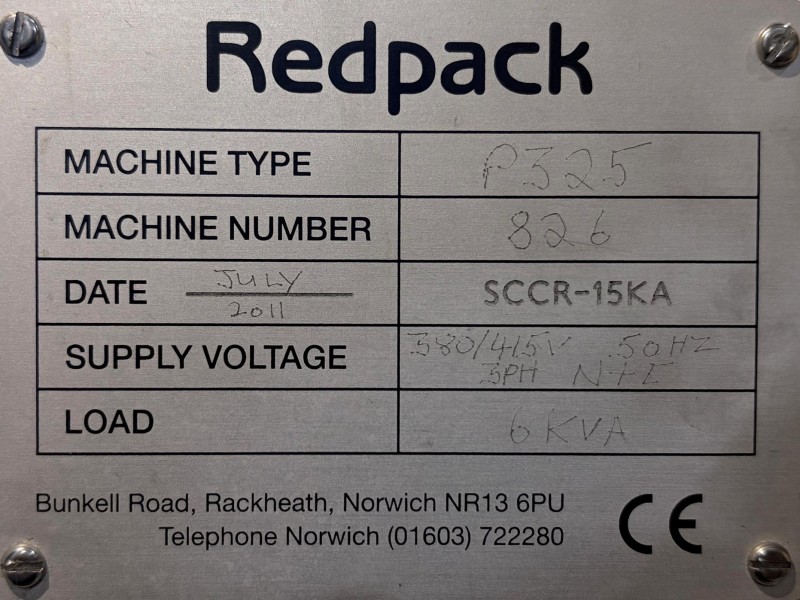 Redpack
MACHINE TYPE P325
MACHINE NUMBER 826
DATE JULY 2011 SCCR-15KA
SUPPLY VOLTAGE 380/415V 50HZ
3PH N+E
LOAD 6KVA
Bunkell Road, Rackheath, Norwich NR13 6PU
Telephone Norwich (01603) 722280
CE